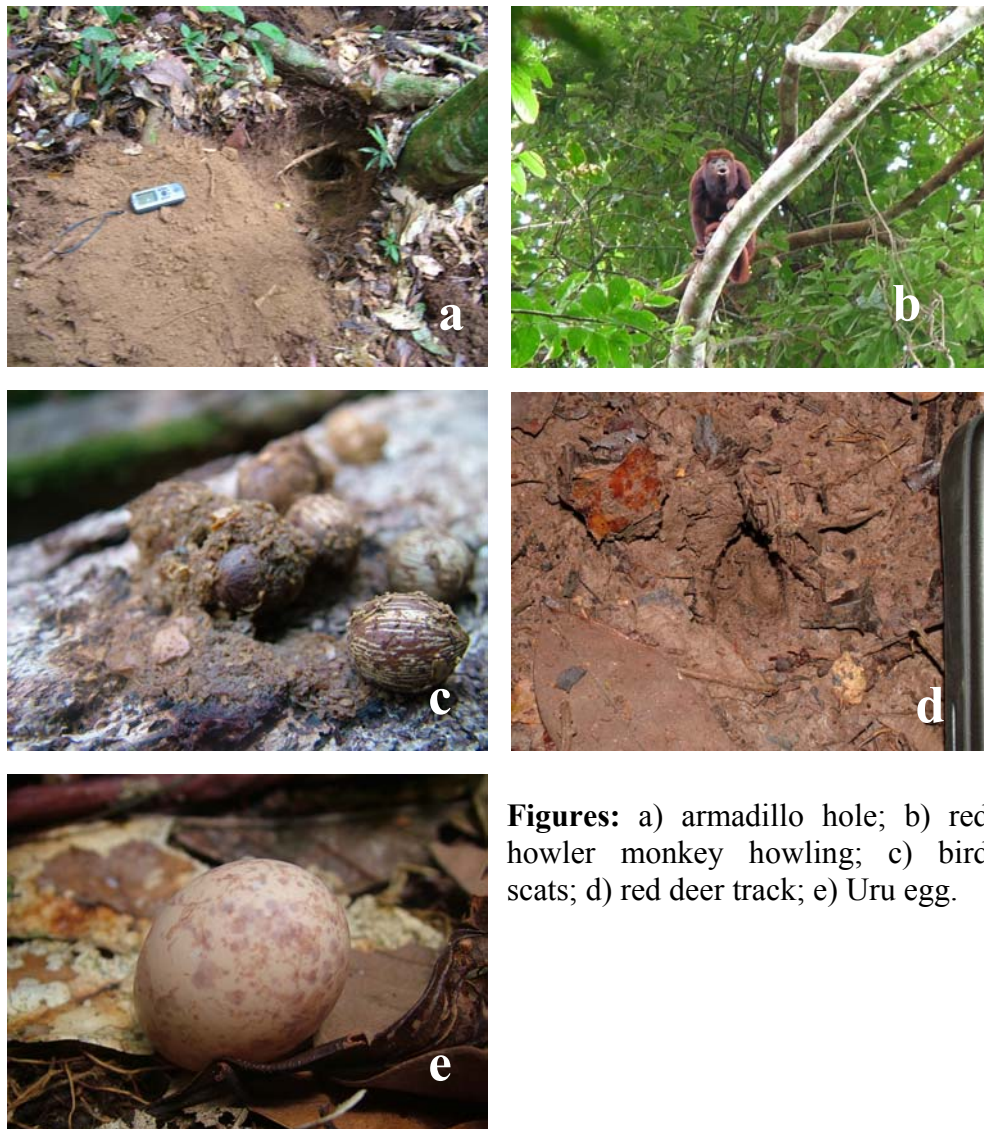 a
b
c
d
e
Figures: a) armadillo hole; b) red
howler monkey howling; c) bird
scats; d) red deer track; e) Uru egg.